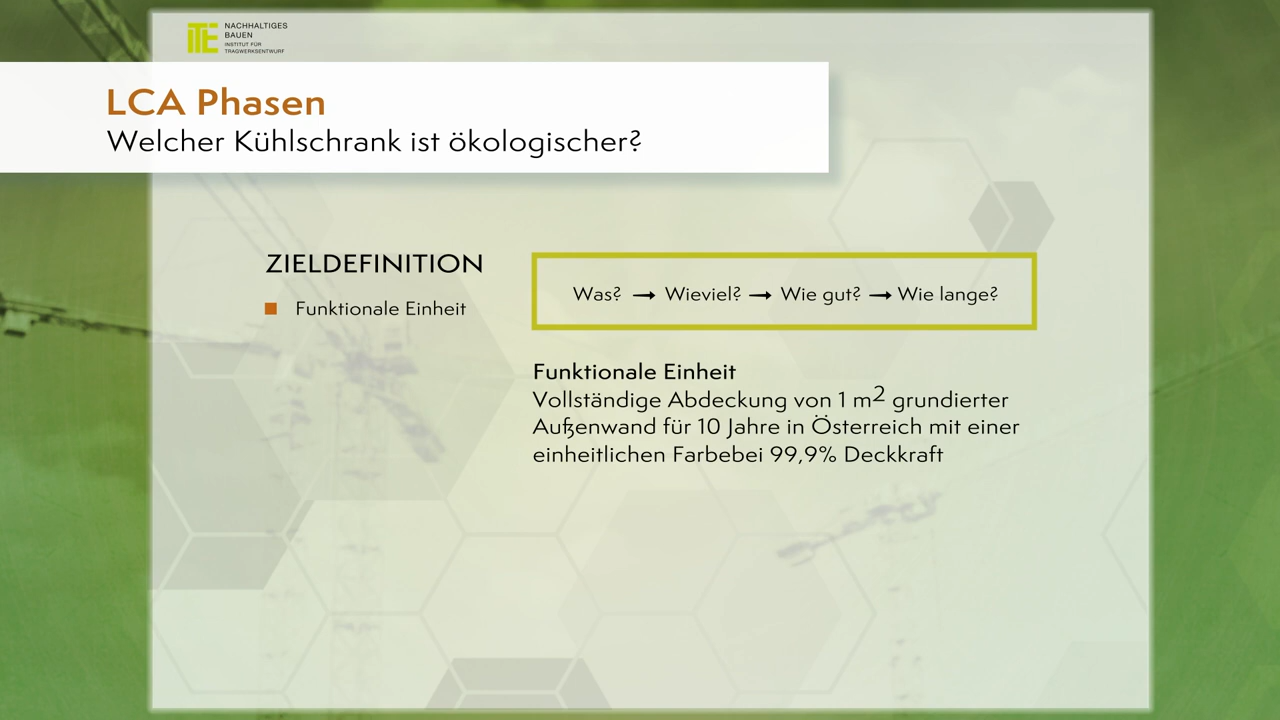 NACHHALTIGES
BAUEN
INSTITUT FÜR
TRAGWERKSENTWURF
LCA Phasen
Welcher Kühlschrank ist ökologischer?
ZIELDEFINITION
Funktionale Einheit
Was? → Wieviel? → Wie gut? → Wie lange?
Funktionale Einheit
Vollständige Abdeckung von 1 m² grundierter
Außenwand für 10 Jahre in Österreich mit einer
einheitlichen Farbebei 99,9% Deckkraft